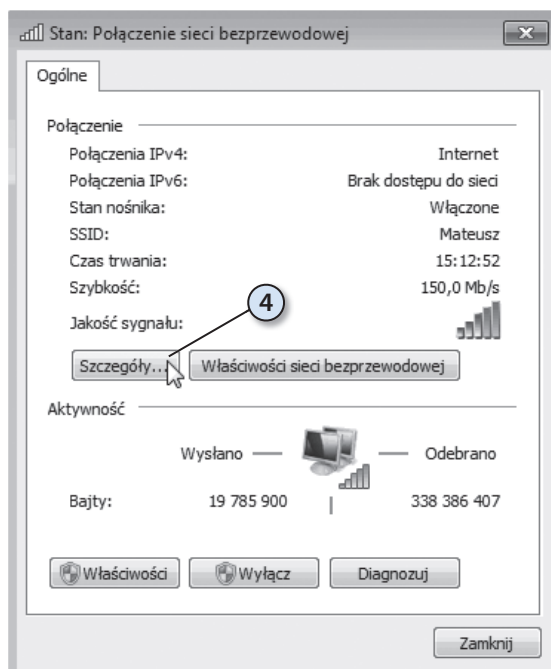 Stan: Połączenie sieci bezprzewodowej
Ogólne
Połączenie
Połączenia IPv4: Internet
Połączenia IPv6: Brak dostępu do sieci
Stan nośnika: Włączone
SSID: Mateusz
Czas trwania: 15:12:52
Szybkość: 150,0 Mb/s
4
Jakość sygnału:
Szczegóły... Właściwości sieci bezprzewodowej
Aktywność
Wysłano Odebrano
Bajty: 19 785 900 338 386 407
Właściwości Wyłącz Diagnozuj
Zamknij